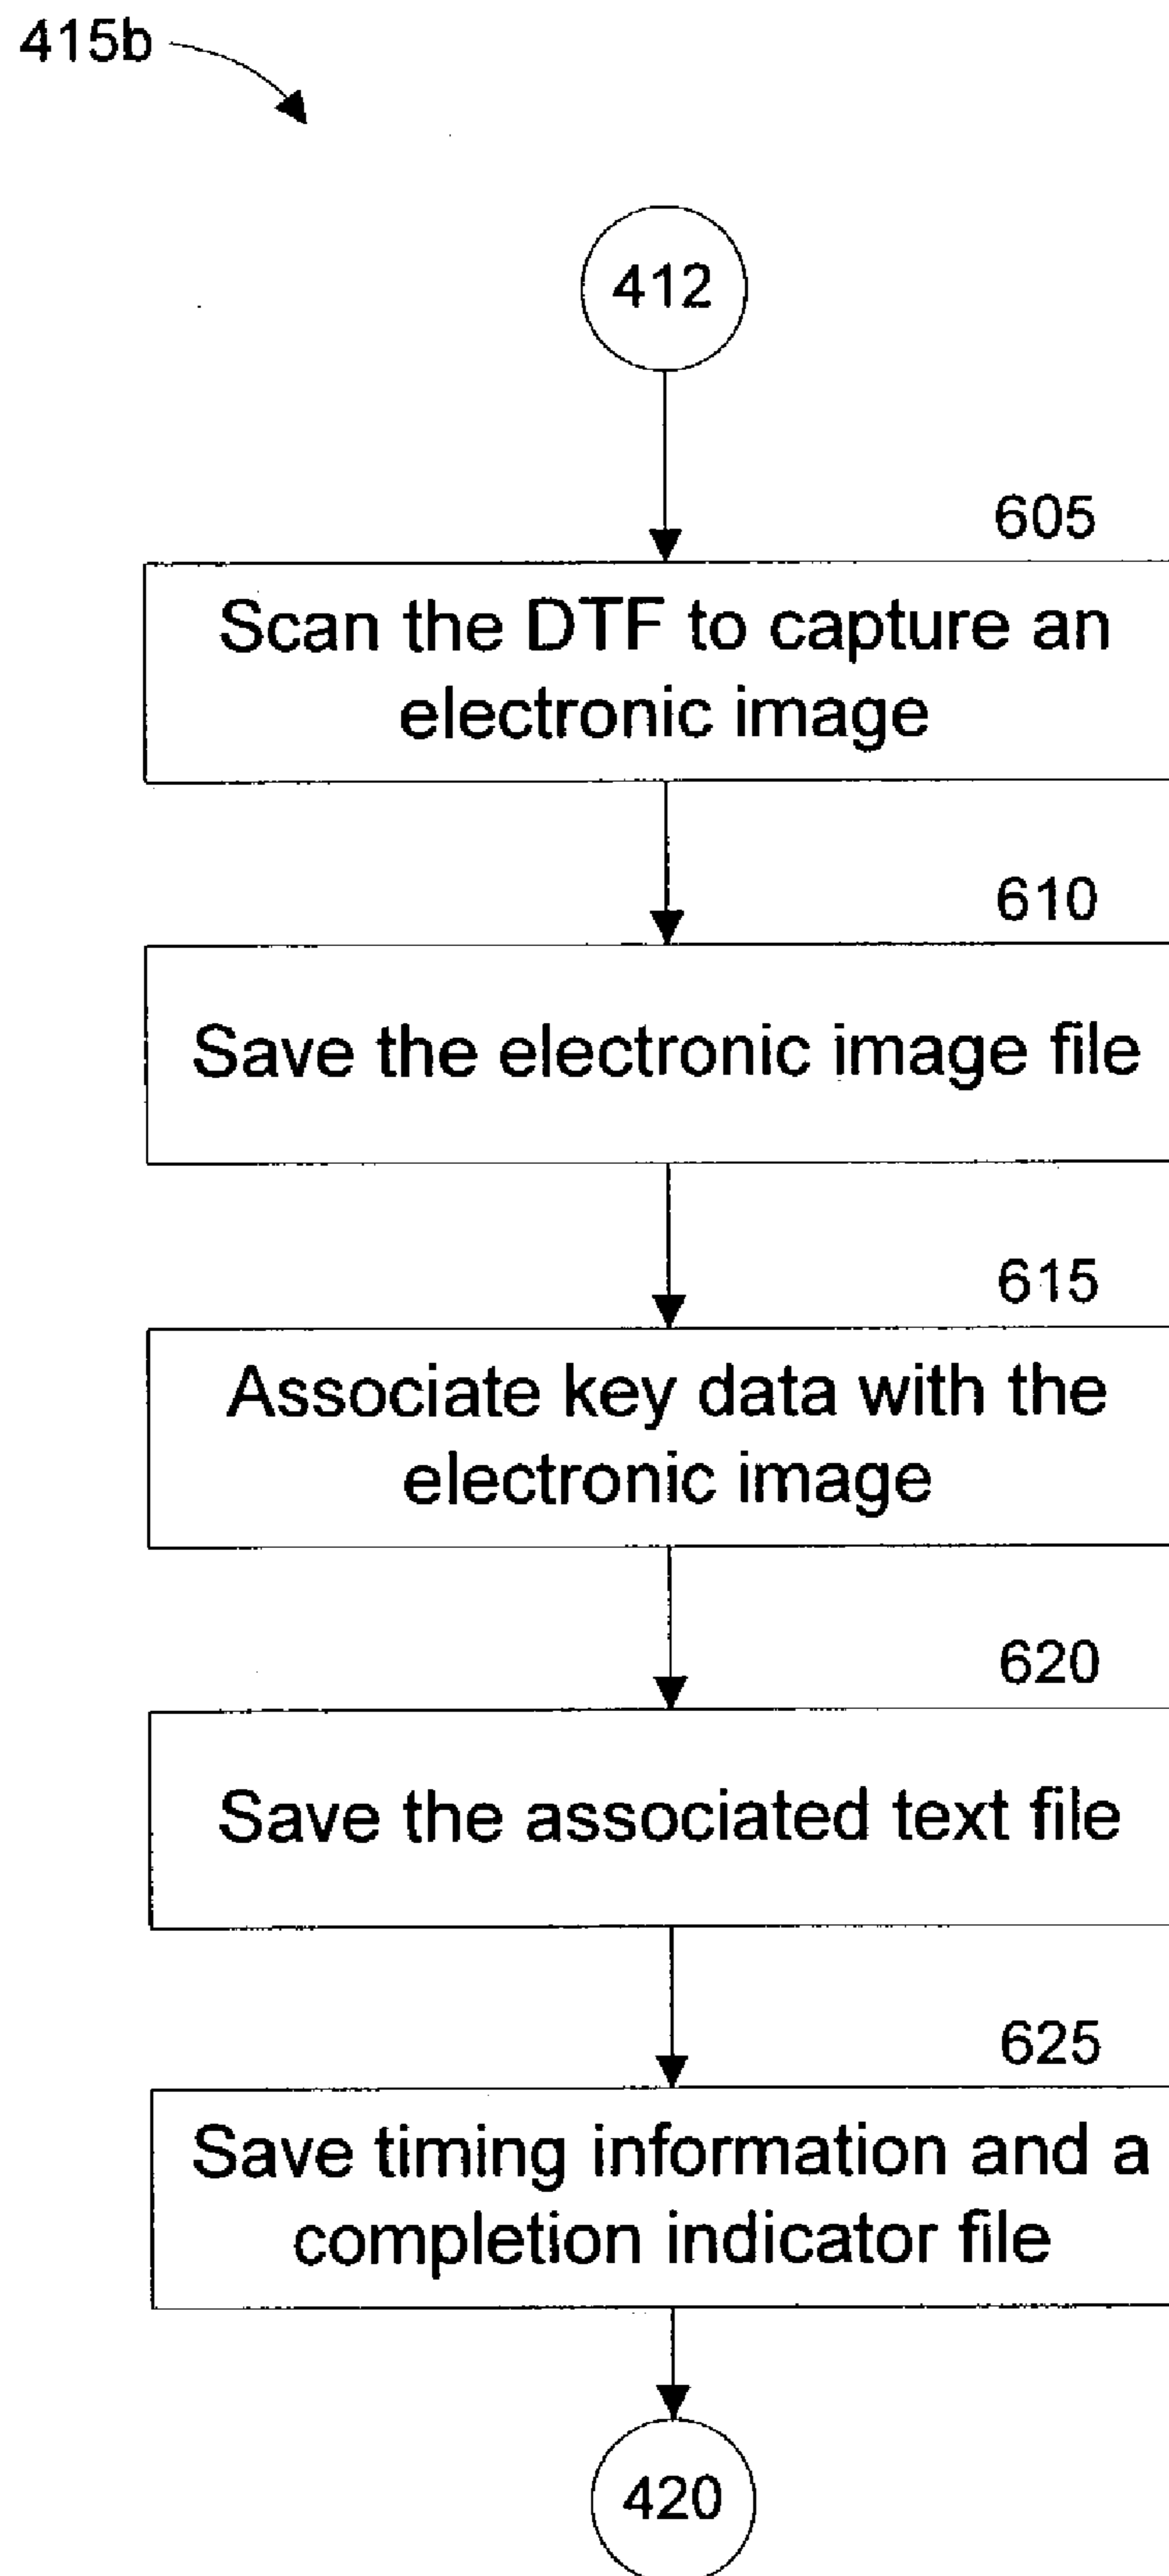 415b
412
605
Scan the DTF to capture an
electronic image
610
Save the electronic image file
615
Associate key data with the
electronic image
620
Save the associated text file
625
Save timing information and a
completion indicator file
420